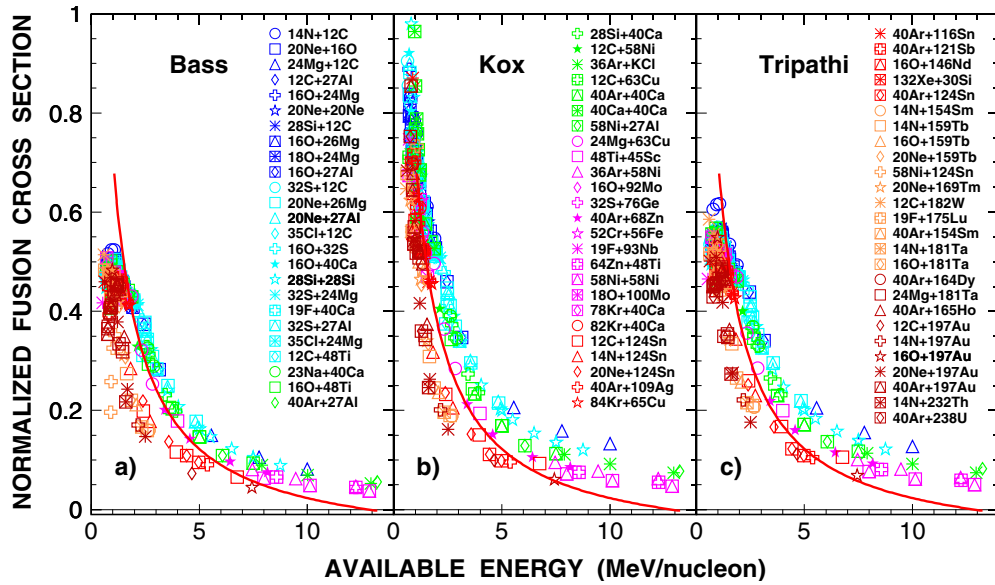 NORMALIZED FUSION CROSS SECTION
1
0.8
0.6
0.4
0.2
0
Bass
14N+12C
20Ne+16O
24Mg+12C
12C+27Al
16O+24Mg
20Ne+20Ne
28Si+12C
16O+26Mg
18O+24Mg
16O+27Al
32S+12C
20Ne+26Mg
20Ne+27Al
35Cl+12C
16O+32S
16O+40Ca
28Si+28Si
32S+24Mg
19F+40Ca
32S+27Al
35Cl+24Mg
12C+48Ti
23Na+40Ca
16O+48Ti
40Ar+27Al
a)
Kox
28Si+40Ca
12C+58Ni
36Ar+KCl
12C+63Cu
40Ar+40Ca
40Ca+40Ca
58Ni+27Al
24Mg+63Cu
48Ti+45Sc
36Ar+58Ni
16O+92Mo
32S+76Ge
40Ar+68Zn
52Cr+56Fe
19F+93Nb
64Zn+48Ti
58Ni+58Ni
18O+100Mo
78Kr+40Ca
82Kr+40Ca
12C+124Sn
14N+124Sn
20Ne+124Sn
40Ar+109Ag
84Kr+65Cu
b)
Tripathi
40Ar+116Sn
40Ar+121Sb
16O+146Nd
132Xe+30Si
40Ar+124Sn
14N+154Sm
14N+159Tb
16O+159Tb
20Ne+159Tb
58Ni+124Sn
20Ne+169Tm
12C+182W
19F+175Lu
40Ar+154Sm
14N+181Ta
16O+181Ta
40Ar+164Dy
24Mg+181Ta
40Ar+165Ho
12C+197Au
14N+197Au
16O+197Au
20Ne+197Au
40Ar+197Au
14N+232Th
40Ar+238U
c)
0 5 10 0 5 10 0 5 10
AVAILABLE ENERGY (MeV/nucleon)